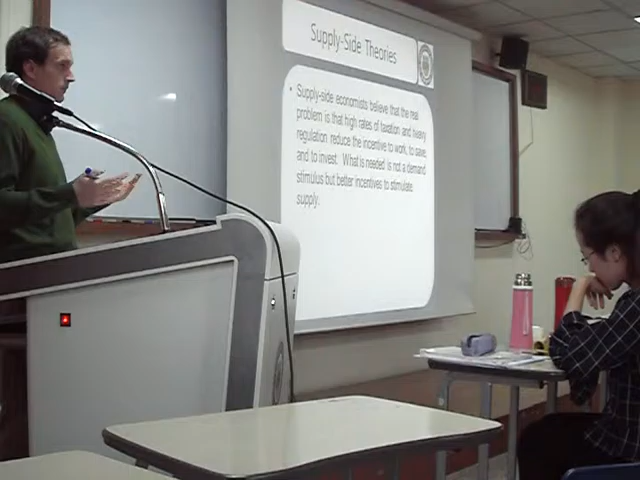 Supply-Side Theories
• Supply-side economists believe that the real
problem is that high rates of taxation and heavy
regulation reduce the incentive to work, to save,
and to invest. What is needed is not a demand
stimulus but better incentives to stimulate
supply.